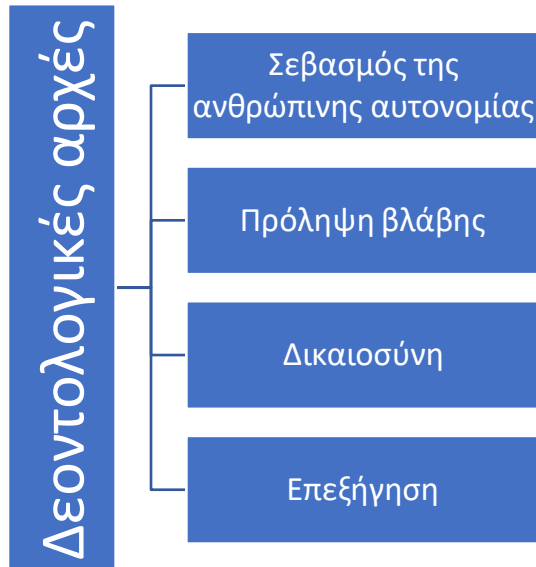 Δεοντολογικές αρχές
Σεβασμός της
ανθρώπινης αυτονομίας
Πρόληψη βλάβης
Δικαιοσύνη
Επεξήγηση